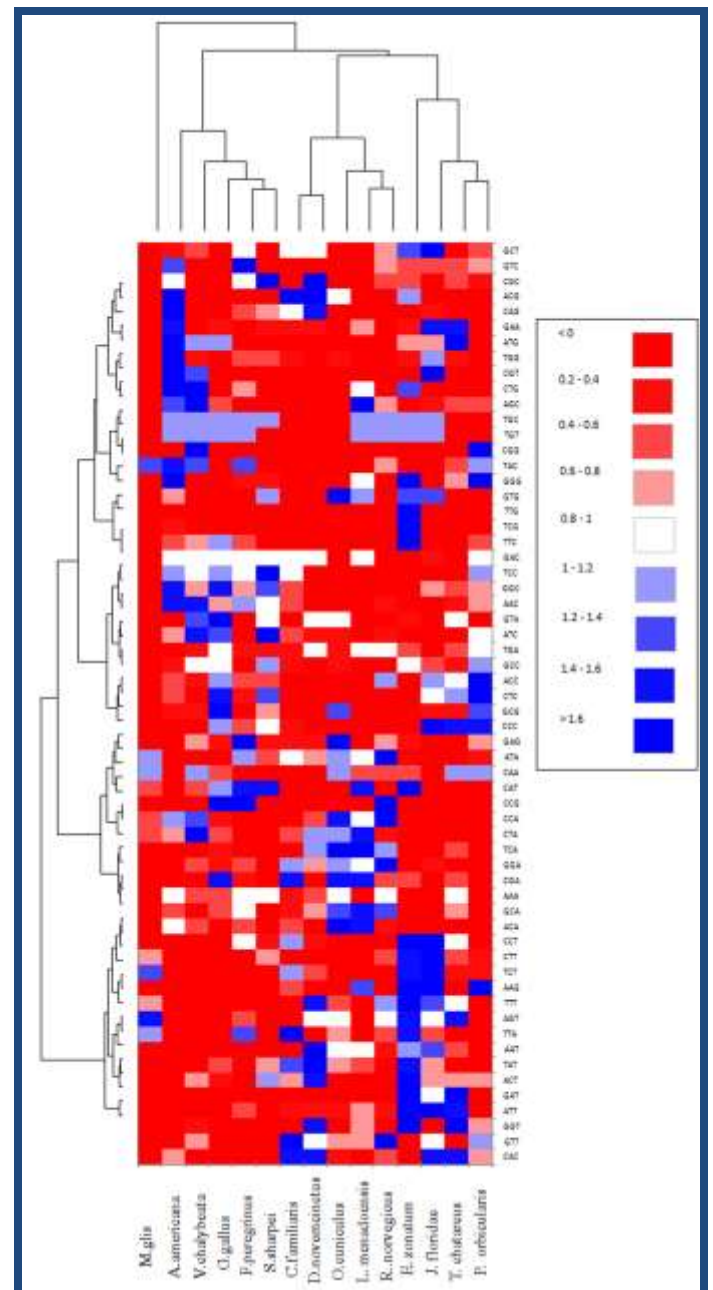 GCT
GTC
CGC
ACG
CAG
GAA
ATG
TGG
CGT
CTG
AGC
TGC
TGT
CGG
TAC
GGG
GTG
TTG
TCG
TTC
GAC
TCC
GGC
AAC
GTA
ATC
TGA
GCC
ACC
CTC
GCG
CCC
GAG
ATA
CAA
CAT
CCG
CCA
CTA
TCA
GGA
CGA
AAA
GCA
ACA
CCT
CTT
TCT
AAG
TTT
AGT
TTA
AAT
TAT
ACT
GAT
ATT
GGT
GTT
CAC
<0
0.2 - 0.4
0.4 - 0.6
0.6 - 0.8
0.8 - 1
1 - 1.2
1.2 - 1.4
1.4 - 1.6
>1.6
M.glis
A.americana
V.chalybeata
G.gallus
F.peregrinus
S.sharpei
C.familiaris
D.novemcinctus
O.cuniculus
L. menadoensis
R..norvegicus
H. zonatum
J. floridae
T. chatareus
P. orbicularis